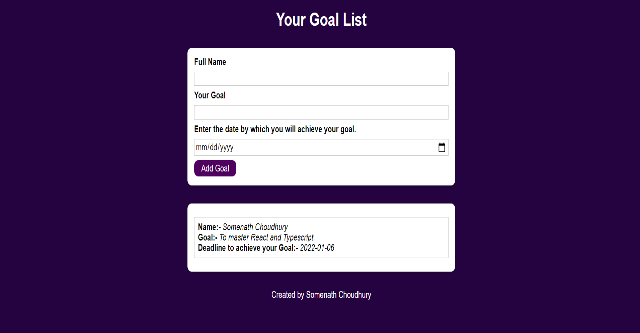 Your Goal List
Full Name
Your Goal
Enter the date by which you will achieve your goal.
mm/dd/yyyy
Add Goal
Name:- Somenath Choudhury
Goal:- To master React and Typescript.
Deadline to achieve your Goal:- 2022-01-06
Created by Somenath Choudhury